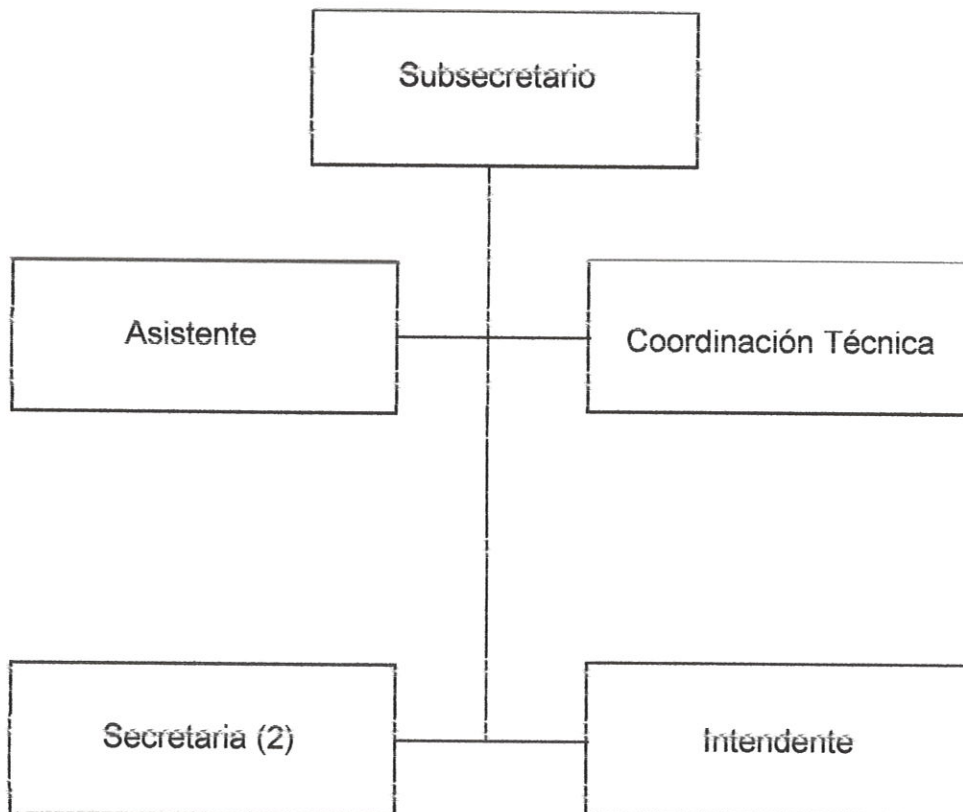 Subsecretario
Asistente
Coordinación Técnica
Secretaria (2)
Intendente